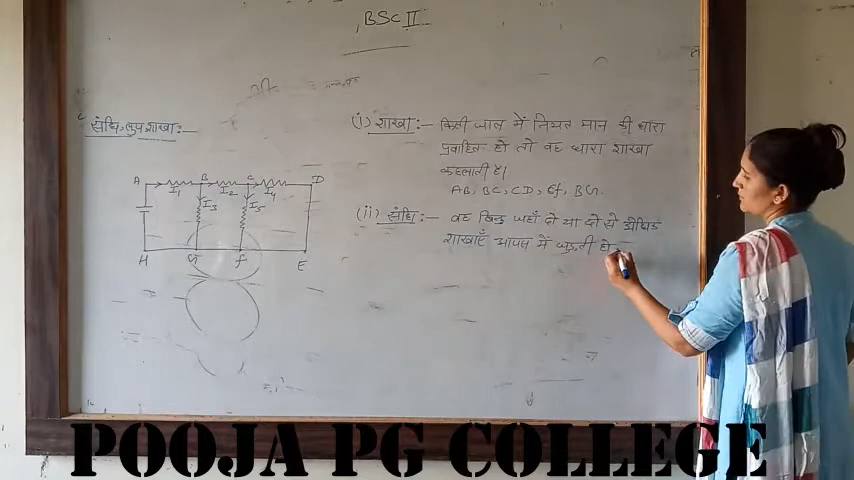 BSc II
संधि, लुप शाखा :-
(i) शाखा :- किसी जाल में नियत मान की धारा
प्रवाहित हो तो वह धारा शाखा
कहलाती है।
AB, BC, CD, Cf, BG.
(ii) संधि :- वह बिन्दु जहाँ दो या दो से अधिक
शाखाएँ आपस में जुड़ती हो
A B C D
I1 I2 I4
I3 I5
H G f E
POOJA PG COLLEGE